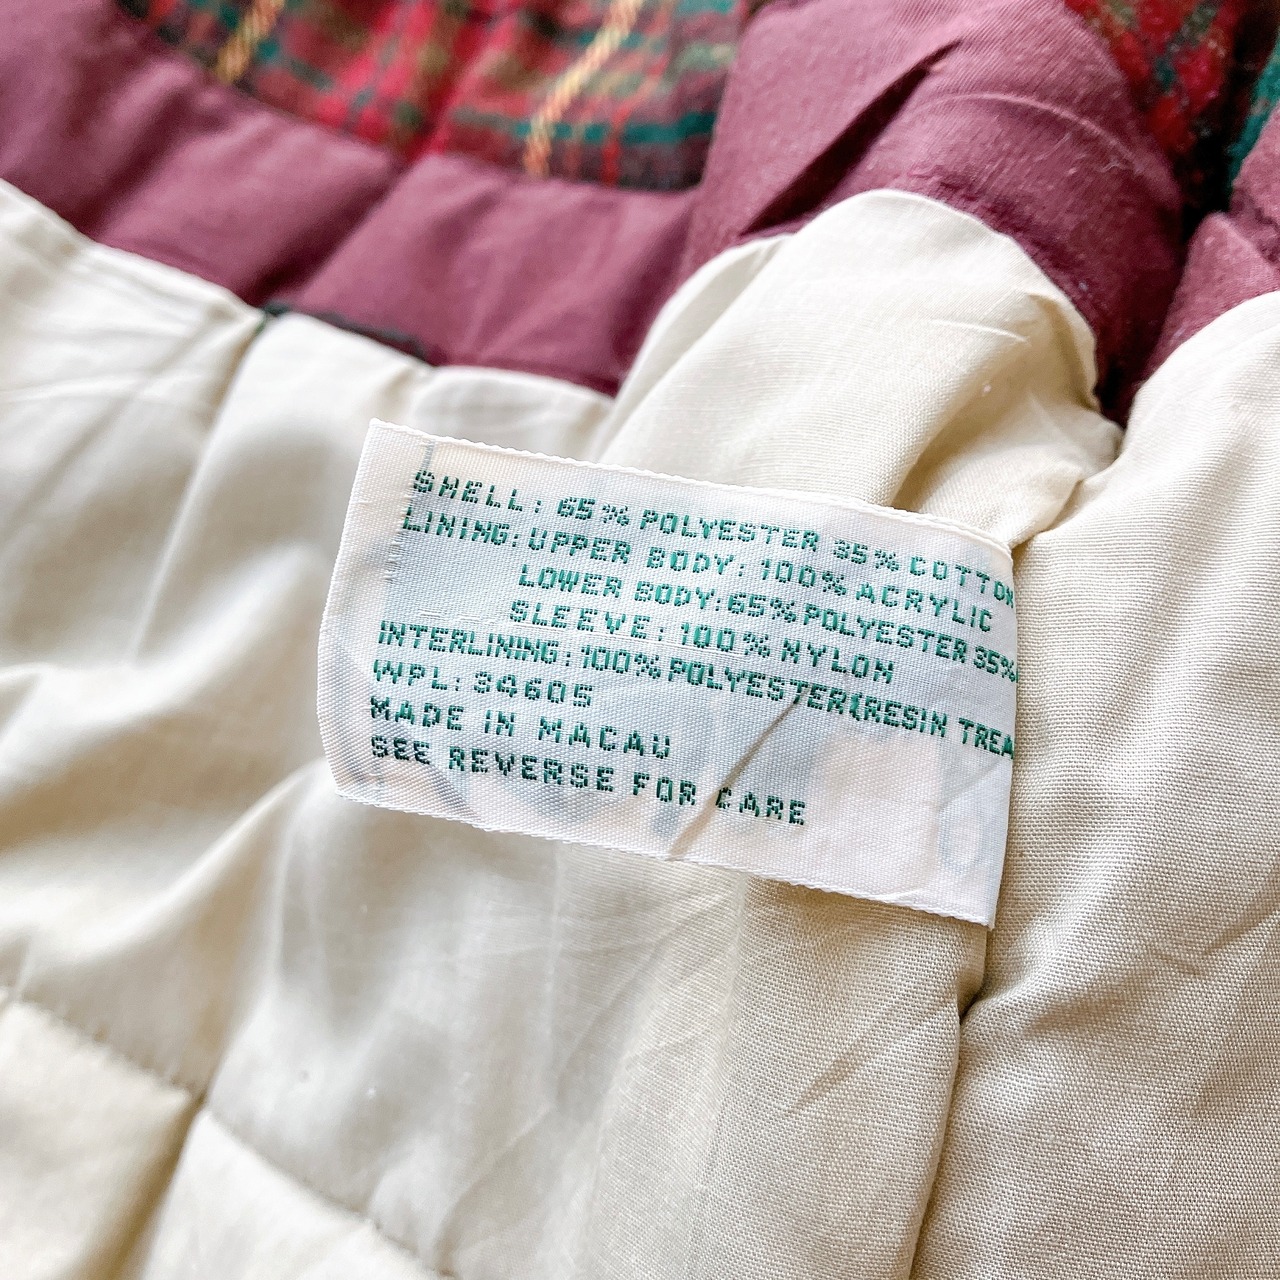 SHELL: 65% POLYESTER 35% COTTON
LINING: UPPER BODY: 100% ACRYLIC
LOWER BODY: 65% POLYESTER 35%
SLEEVE: 100% NYLON
INTERLINING: 100% POLYESTER (RESIN TREA
WPL: 34605
MADE IN MACAU
SEE REVERSE FOR CARE